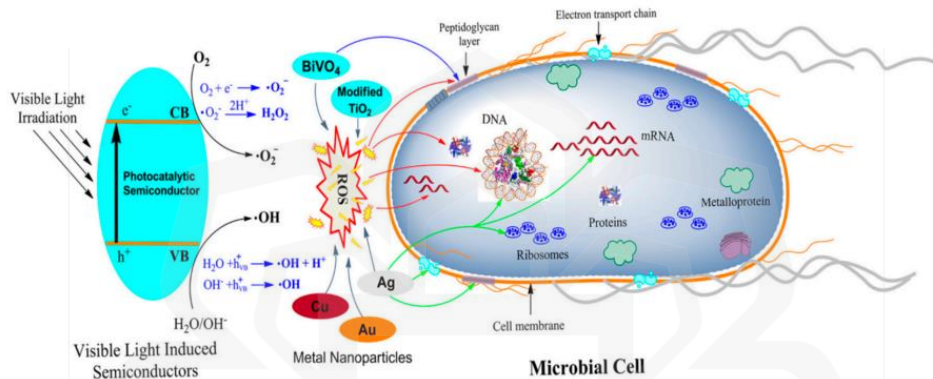 Visible Light
Irradiation
O₂
O₂ + e⁻ → ·O₂⁻
·O₂⁻ 2H⁺ → H₂O₂
e⁻
CB
·O₂⁻
Photocatalytic
Semiconductor
·OH
h⁺
VB
H₂O + h⁺VB → ·OH + H⁺
OH⁻ + h⁺VB → ·OH
H₂O/OH⁻
Visible Light Induced
Semiconductors
BiVO₄
Modified
TiO₂
ROS
Cu
Au
Ag
Metal Nanoparticles
Peptidoglycan
layer
Electron transport chain
DNA
mRNA
Metalloprotein
Proteins
Ribosomes
Cell membrane
Microbial Cell